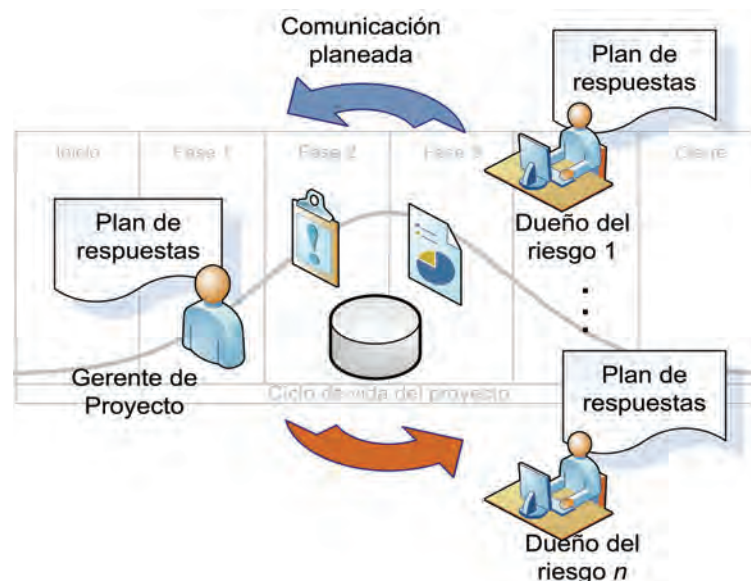 Comunicación
planeada
Plan de
respuestas
Inicio
Fase 1
Fase 2
Fase 3
Cierre
Plan de
respuestas
Dueño del
riesgo 1
Gerente de
Proyecto
Ciclo de vida del proyecto
Plan de
respuestas
Dueño del
riesgo n